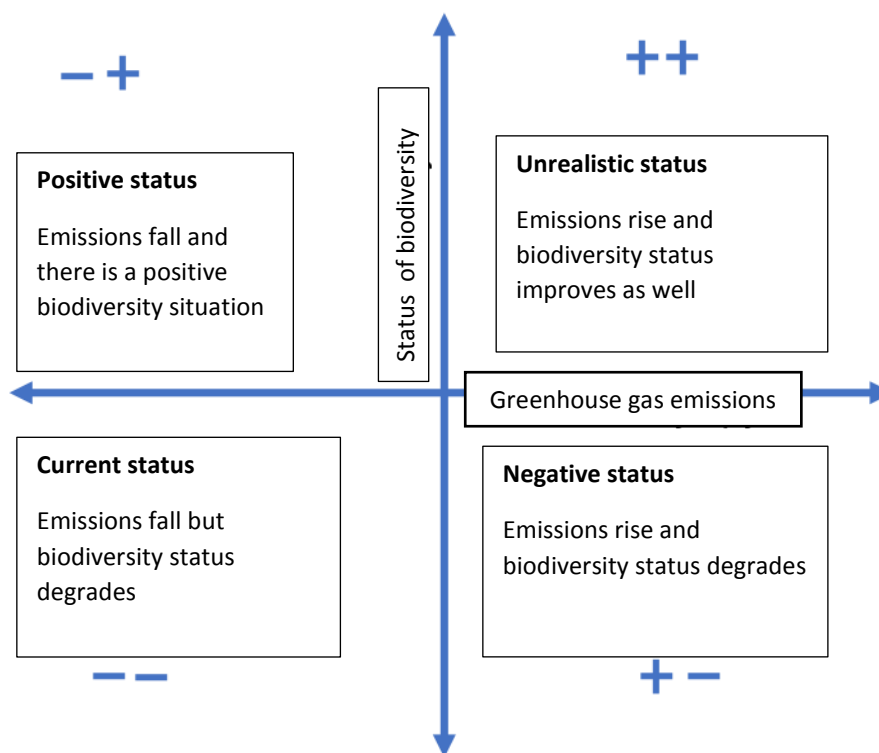 − +
++
Positive status
Emissions fall and
there is a positive
biodiversity situation
Status of biodiversity
Unrealistic status
Emissions rise and
biodiversity status
improves as well
Greenhouse gas emissions
Current status
Emissions fall but
biodiversity status
degrades
Negative status
Emissions rise and
biodiversity status degrades
− −
+ −